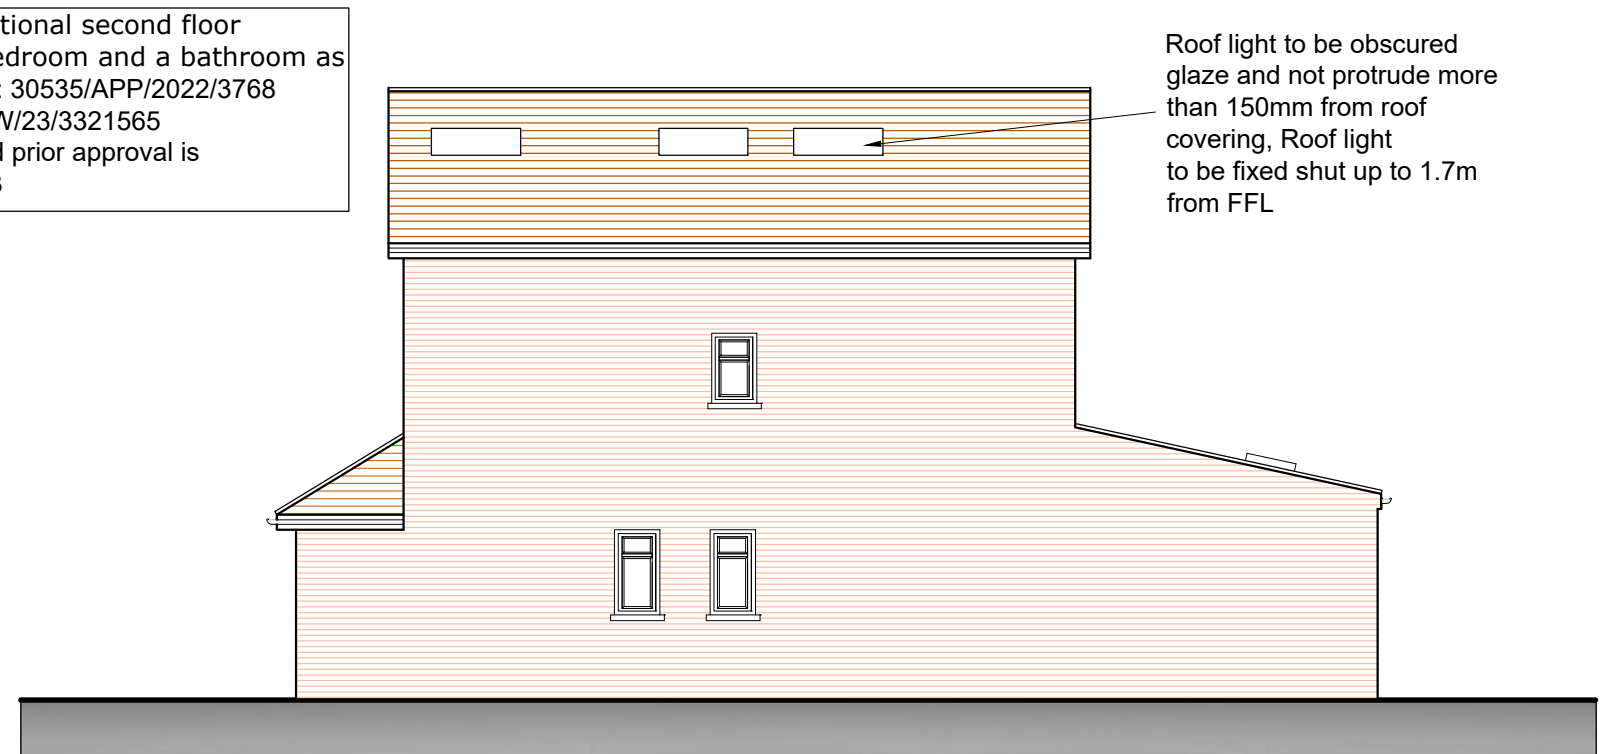 tional second floor
edroom and a bathroom as
: 30535/APP/2022/3768
W/23/3321565
d prior approval is
Roof light to be obscured
glaze and not protrude more
than 150mm from roof
covering, Roof light
to be fixed shut up to 1.7m
from FFL